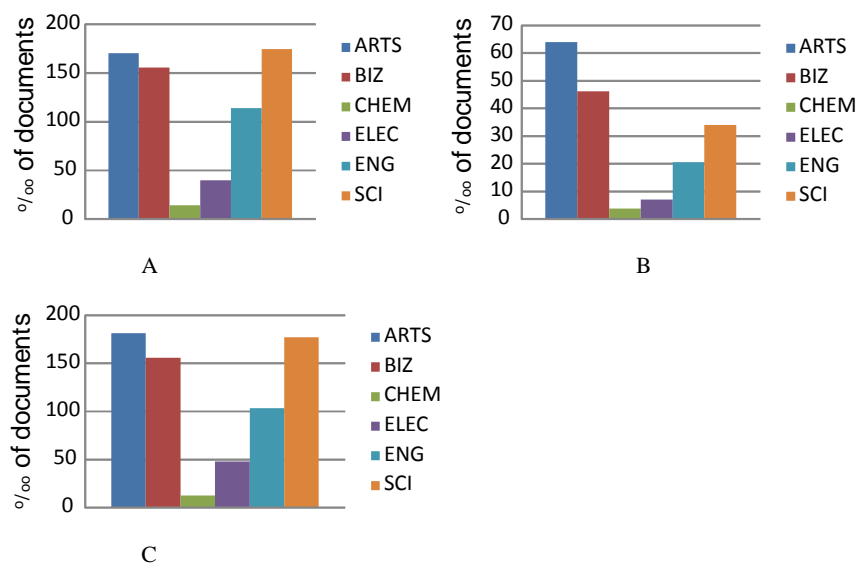 200
150
100
50
0
‱ of documents
ARTS
BIZ
CHEM
ELEC
ENG
SCI
A
70
60
50
40
30
20
10
0
‱ of documents
ARTS
BIZ
CHEM
ELEC
ENG
SCI
B
200
150
100
50
0
‱ of documents
ARTS
BIZ
CHEM
ELEC
ENG
SCI
C